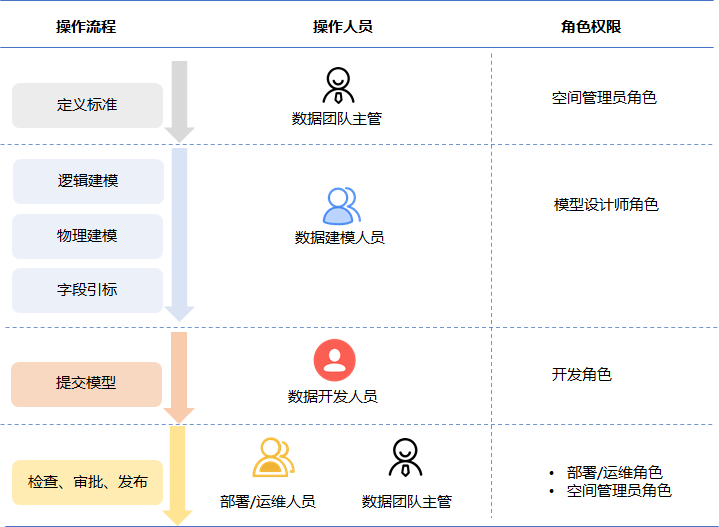 操作流程
操作人员
角色权限
定义标准
数据团队主管
空间管理员角色
逻辑建模
物理建模
字段引标
数据建模人员
模型设计师角色
提交模型
数据开发人员
开发角色
检查、审批、发布
部署/运维人员
数据团队主管
• 部署/运维角色
• 空间管理员角色